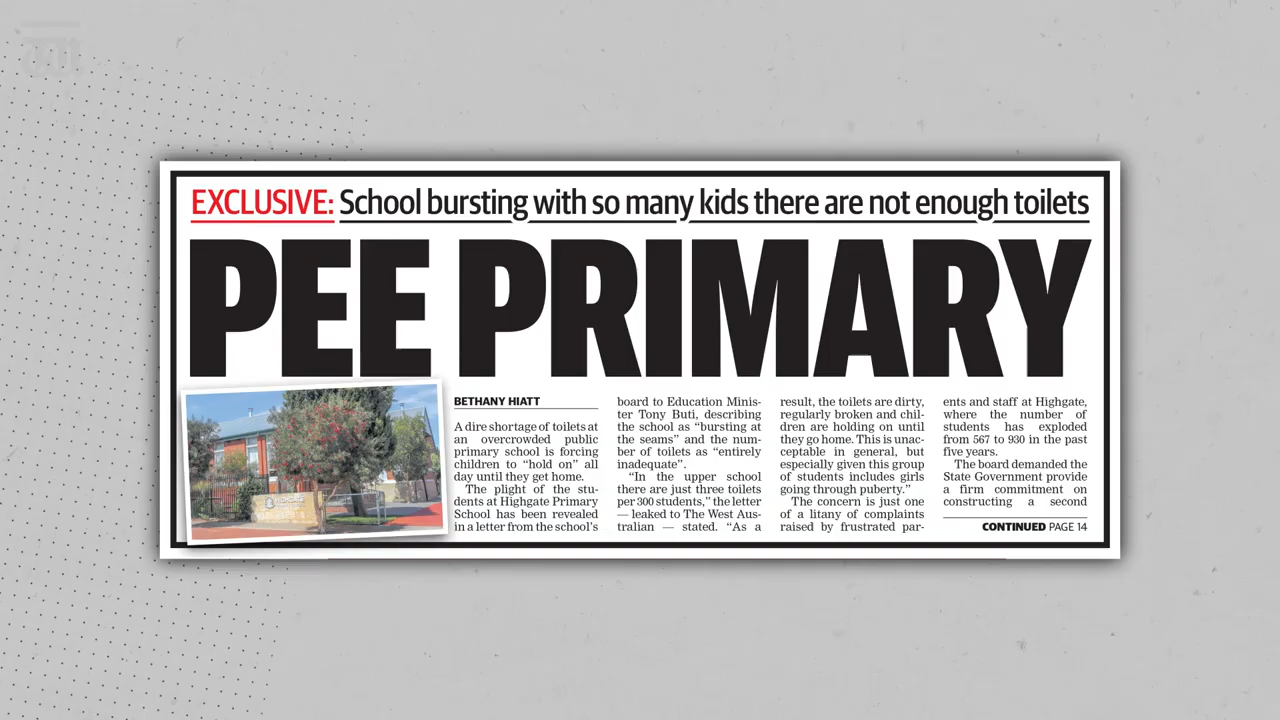 EXCLUSIVE: School bursting with so many kids there are not enough toilets
PEE PRIMARY
BETHANY HIATT
A dire shortage of toilets at
an overcrowded public
primary school is forcing
children to “hold on” all
day until they get home.
The plight of the stu-
dents at Highgate Primary
School has been revealed
in a letter from the school’s
board to Education Minis-
ter Tony Buti, describing
the school as “bursting at
the seams” and the num-
ber of toilets as “entirely
inadequate”.
“In the upper school
there are just three toilets
per 300 students,” the letter
— leaked to The West Aus-
tralian — stated. “As a
result, the toilets are dirty,
regularly broken and chil-
dren are holding on until
they go home. This is unac-
ceptable in general, but
especially given this group
of students includes girls
going through puberty.”
The concern is just one
of a litany of complaints
raised by frustrated par-
ents and staff at Highgate,
where the number of
students has exploded
from 567 to 930 in the past
five years.
The board demanded the
State Government provide
a firm commitment on
constructing a second
CONTINUED PAGE 14